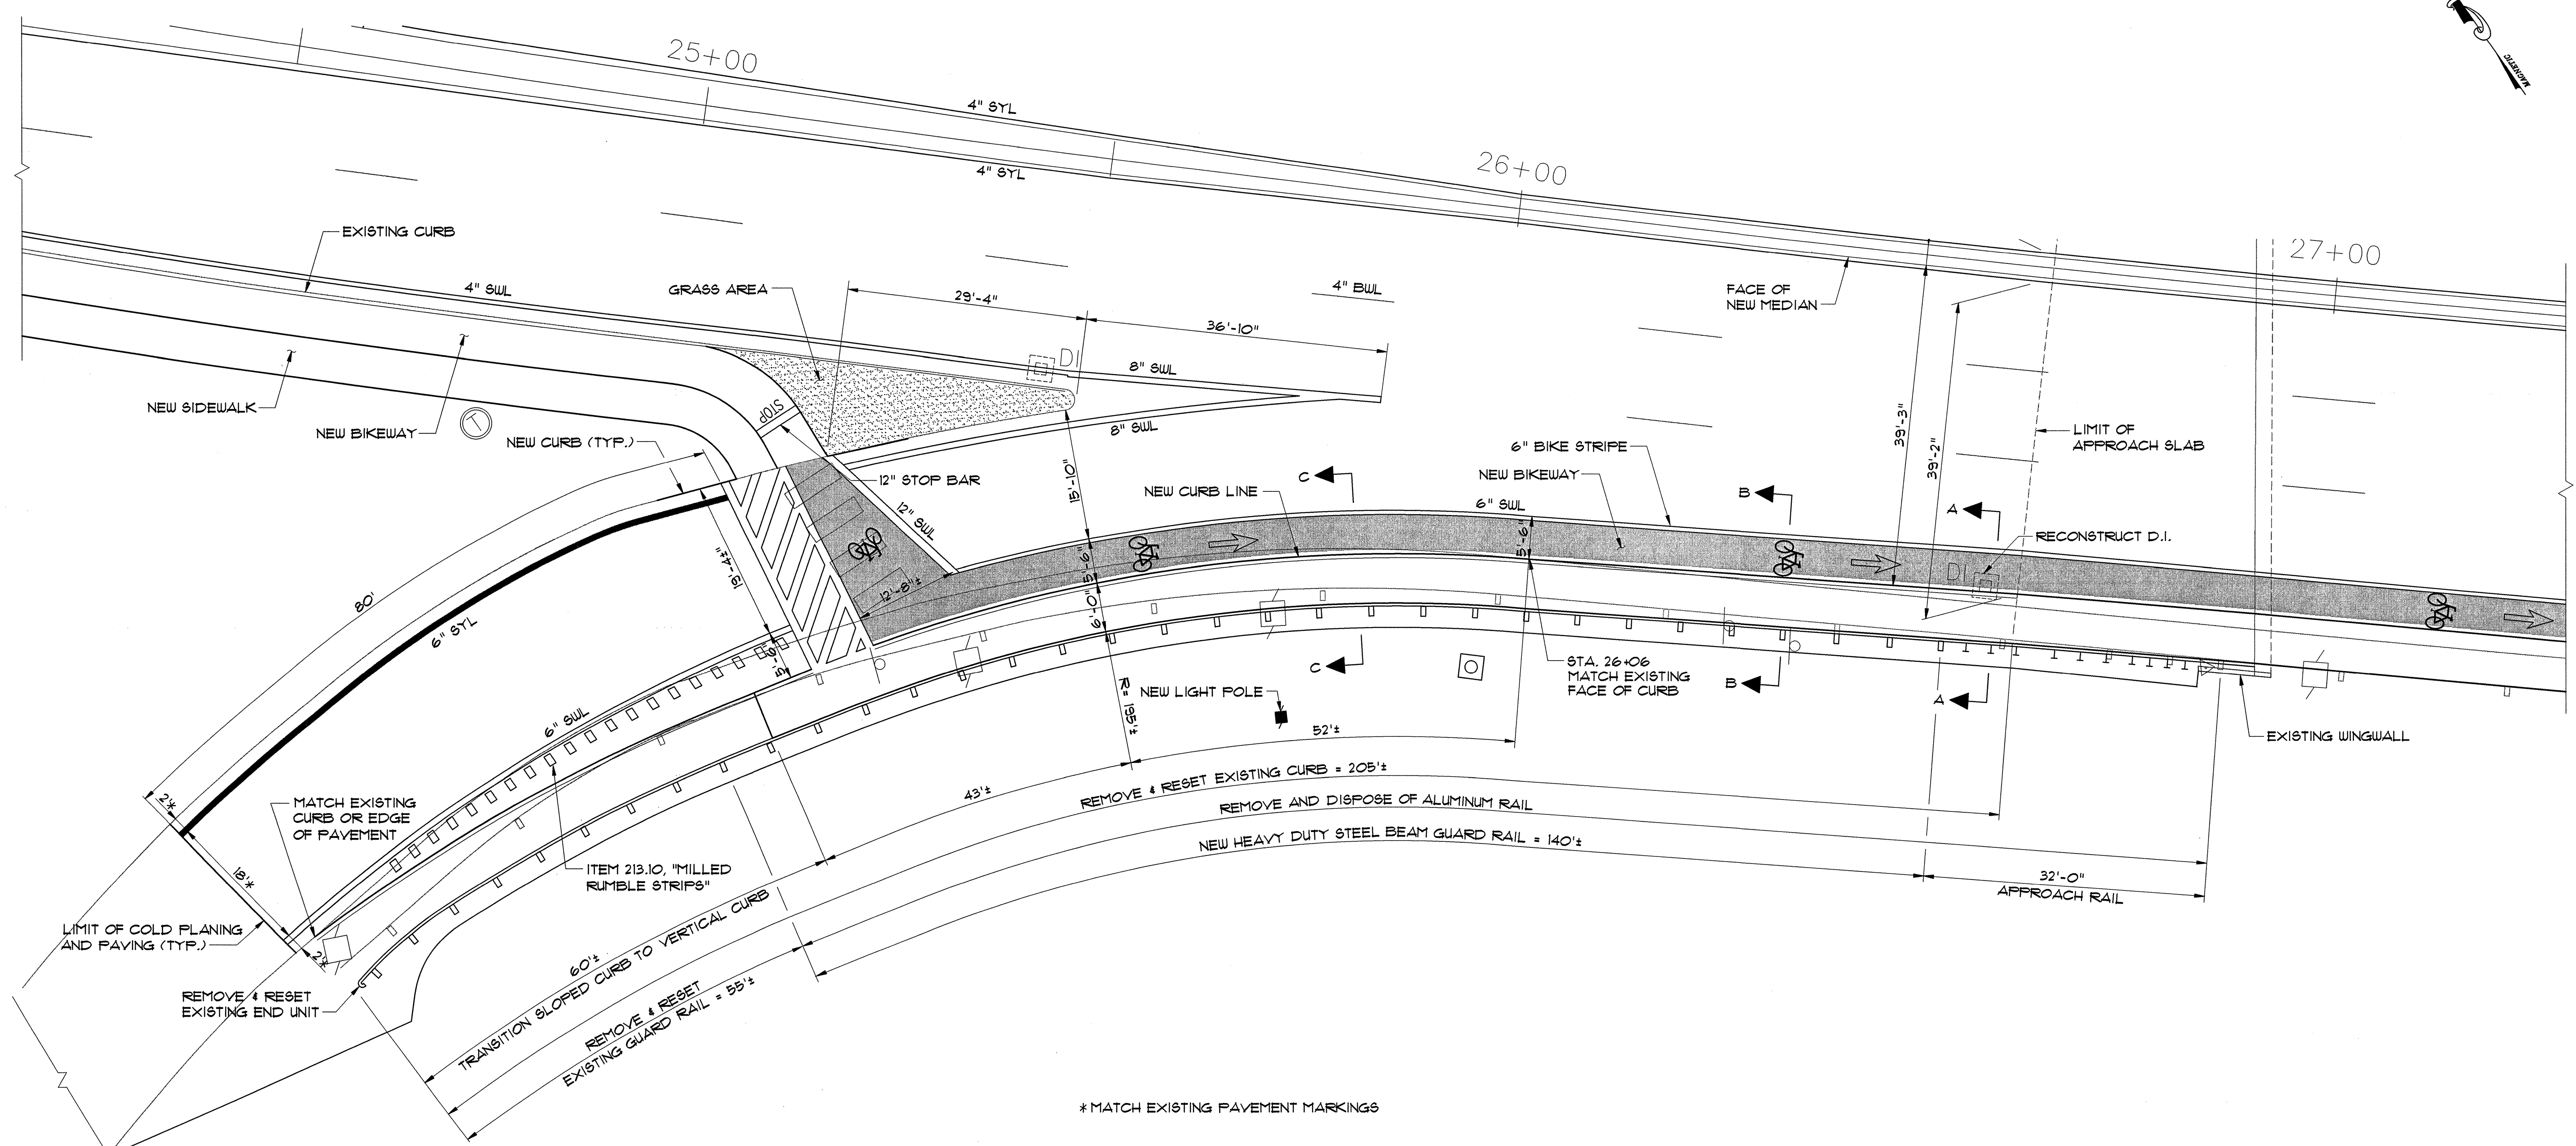 MAGNETIC
25+00
4" SYL
4" SYL
26+00
27+00
EXISTING CURB
4" SWL
GRASS AREA
29'-4"
4" BWL
36'-10"
FACE OF
NEW MEDIAN
DI
8" SWL
8" SWL
NEW SIDEWALK
NEW BIKEWAY
T
NEW CURB (TYP.)
STOP
12" STOP BAR
12" SWL
15'-10"
NEW CURB LINE
6" BIKE STRIPE
NEW BIKEWAY
39'-3"
39'-2"
LIMIT OF
APPROACH SLAB
C
B
A
6" SWL
RECONSTRUCT D.I.
DI
80'
6" SYL
19'-4"±
12'-8"±
5'-6"
5'-6"
6'-0"
R= 195'±
C
B
A
STA. 26+06
MATCH EXISTING
FACE OF CURB
NEW LIGHT POLE
EXISTING WINGWALL
6" SWL
2'*
MATCH EXISTING
CURB OR EDGE
OF PAVEMENT
18'*
2'*
ITEM 213.10, "MILLED
RUMBLE STRIPS"
LIMIT OF COLD PLANING
AND PAVING (TYP.)
REMOVE & RESET
EXISTING END UNIT
52'±
43'±
REMOVE & RESET EXISTING CURB = 205'±
REMOVE AND DISPOSE OF ALUMINUM RAIL
NEW HEAVY DUTY STEEL BEAM GUARD RAIL = 140'±
32'-0"
APPROACH RAIL
60'±
TRANSITION SLOPED CURB TO VERTICAL CURB
REMOVE & RESET
EXISTING GUARD RAIL = 55'±
*MATCH EXISTING PAVEMENT MARKINGS